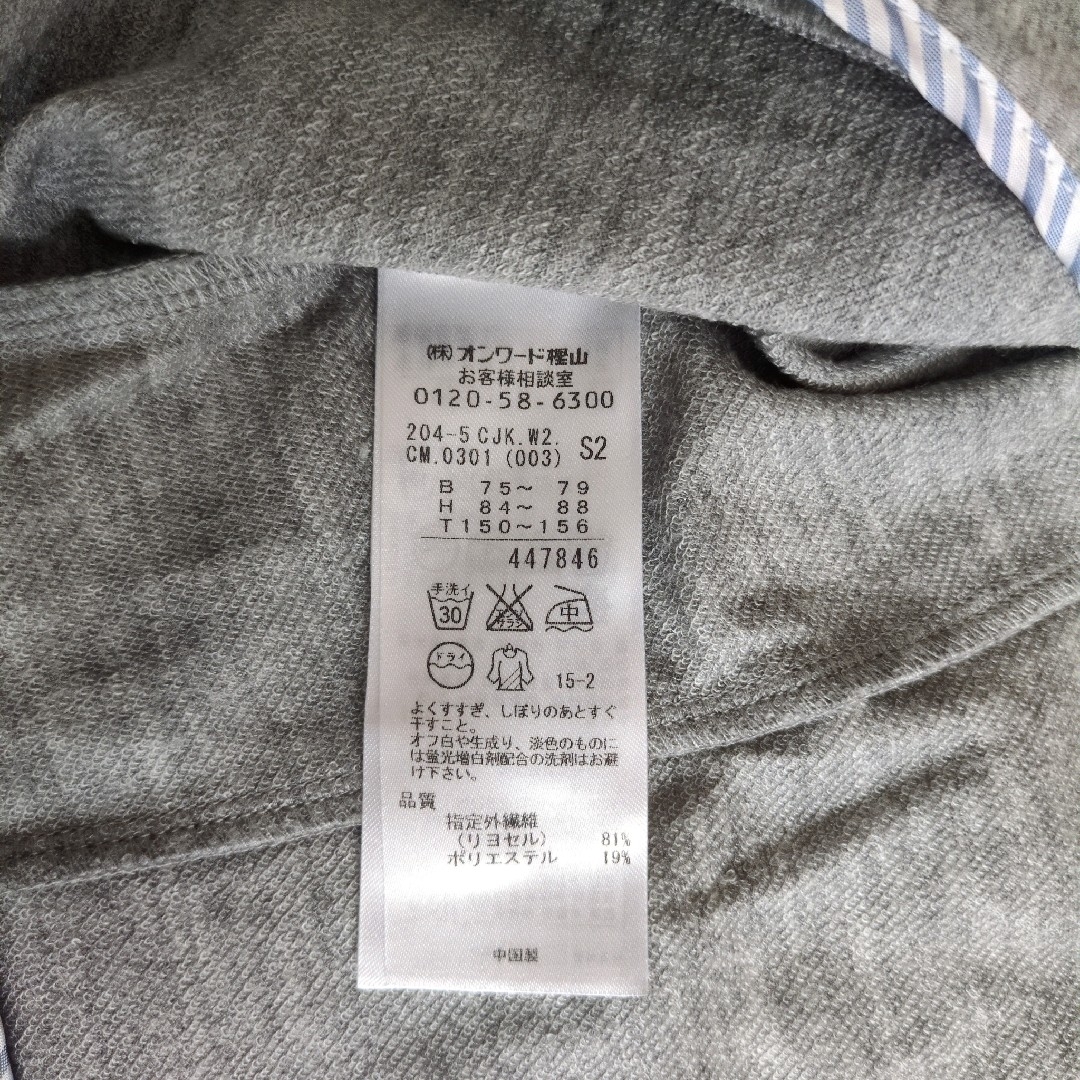 ㈱オンワード樫山
お客様相談室
0120-58-6300
204-5 CJK.W2.
CM.0301 (003) S2
B 75～ 79
H 84～ 88
T150～156
447846
手洗イ
30
中
ドライ
15-2
よくすすぎ、しぼりのあとすぐ
干すこと。
オフ白や生成り、淡色のものに
は蛍光増白剤配合の洗剤はお避
け下さい。
品質
指定外繊維
(リヨセル) 81%
ポリエステル 19%
中国製